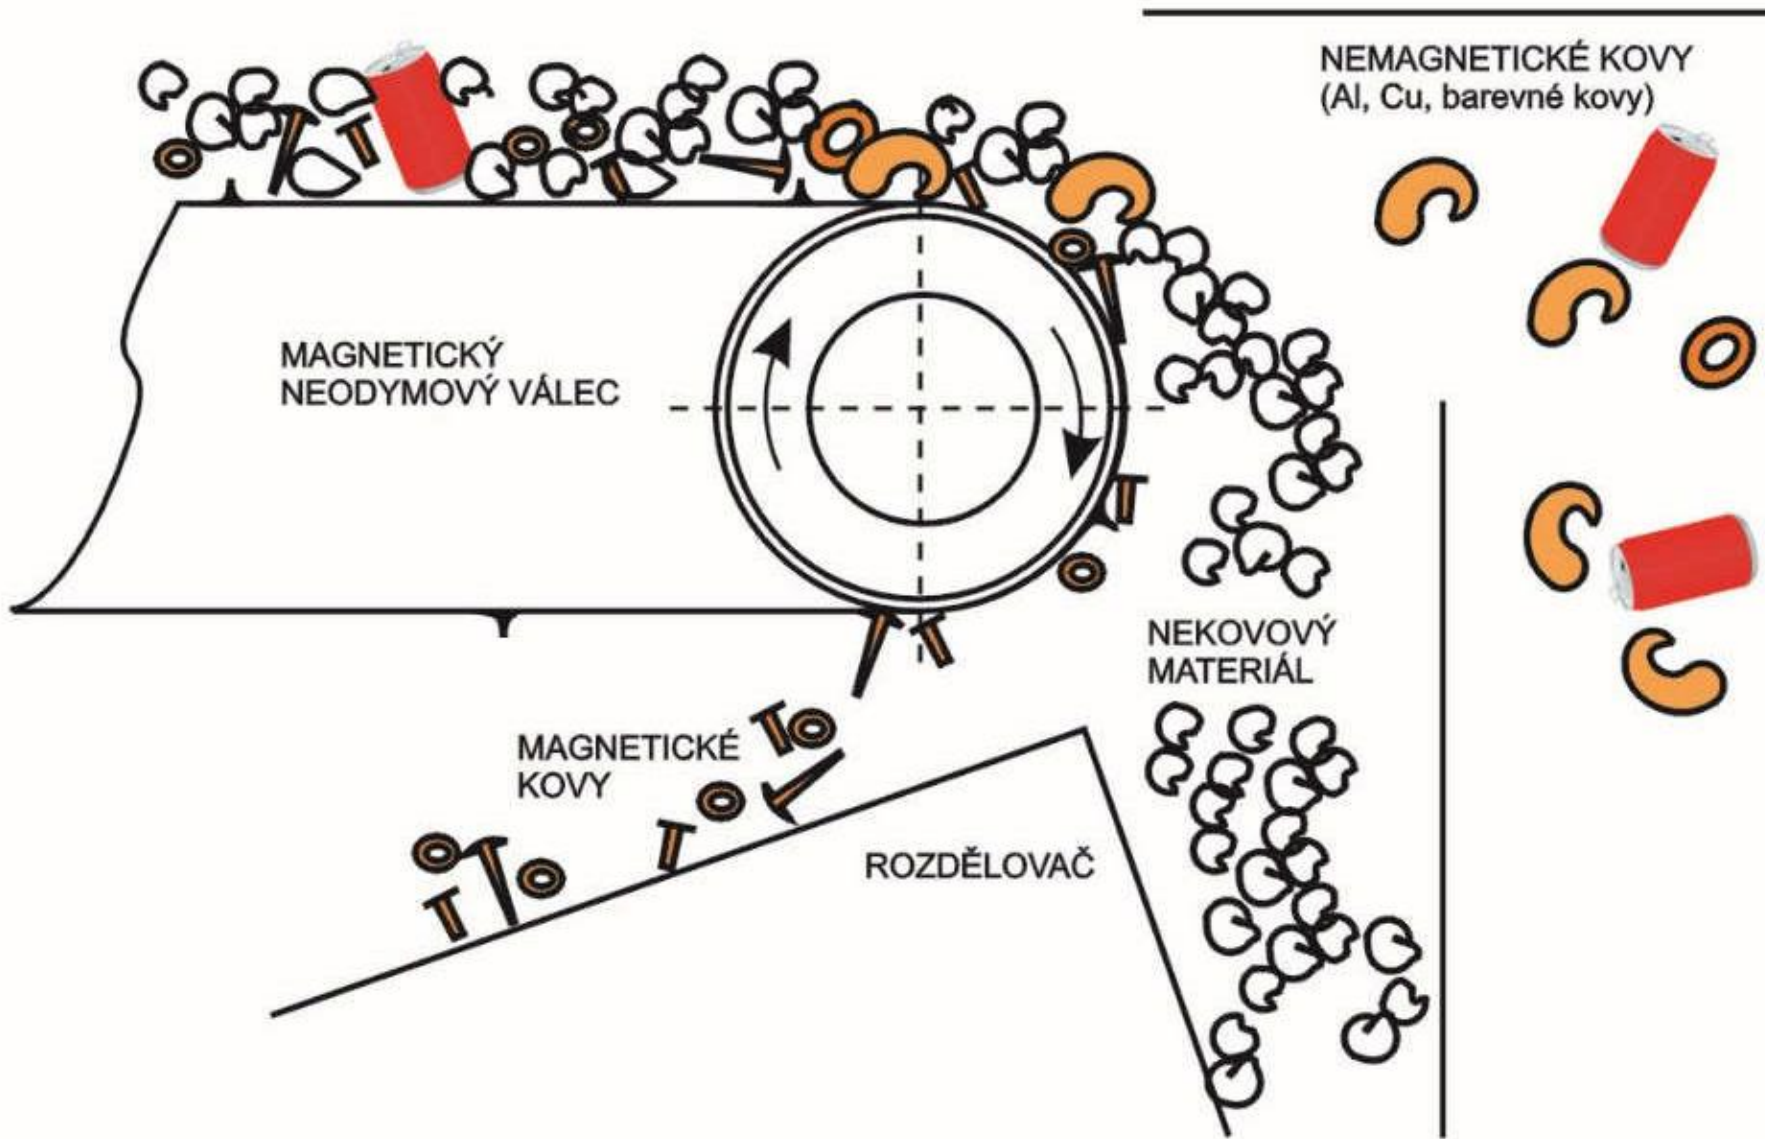 NEMAGNETICKÉ KOVY
(Al, Cu, barevné kovy)
MAGNETICKÝ
NEODYMOVÝ VÁLEC
NEKOVOVÝ
MATERIÁL
MAGNETICKÉ
KOVY
ROZDĚLOVAČ